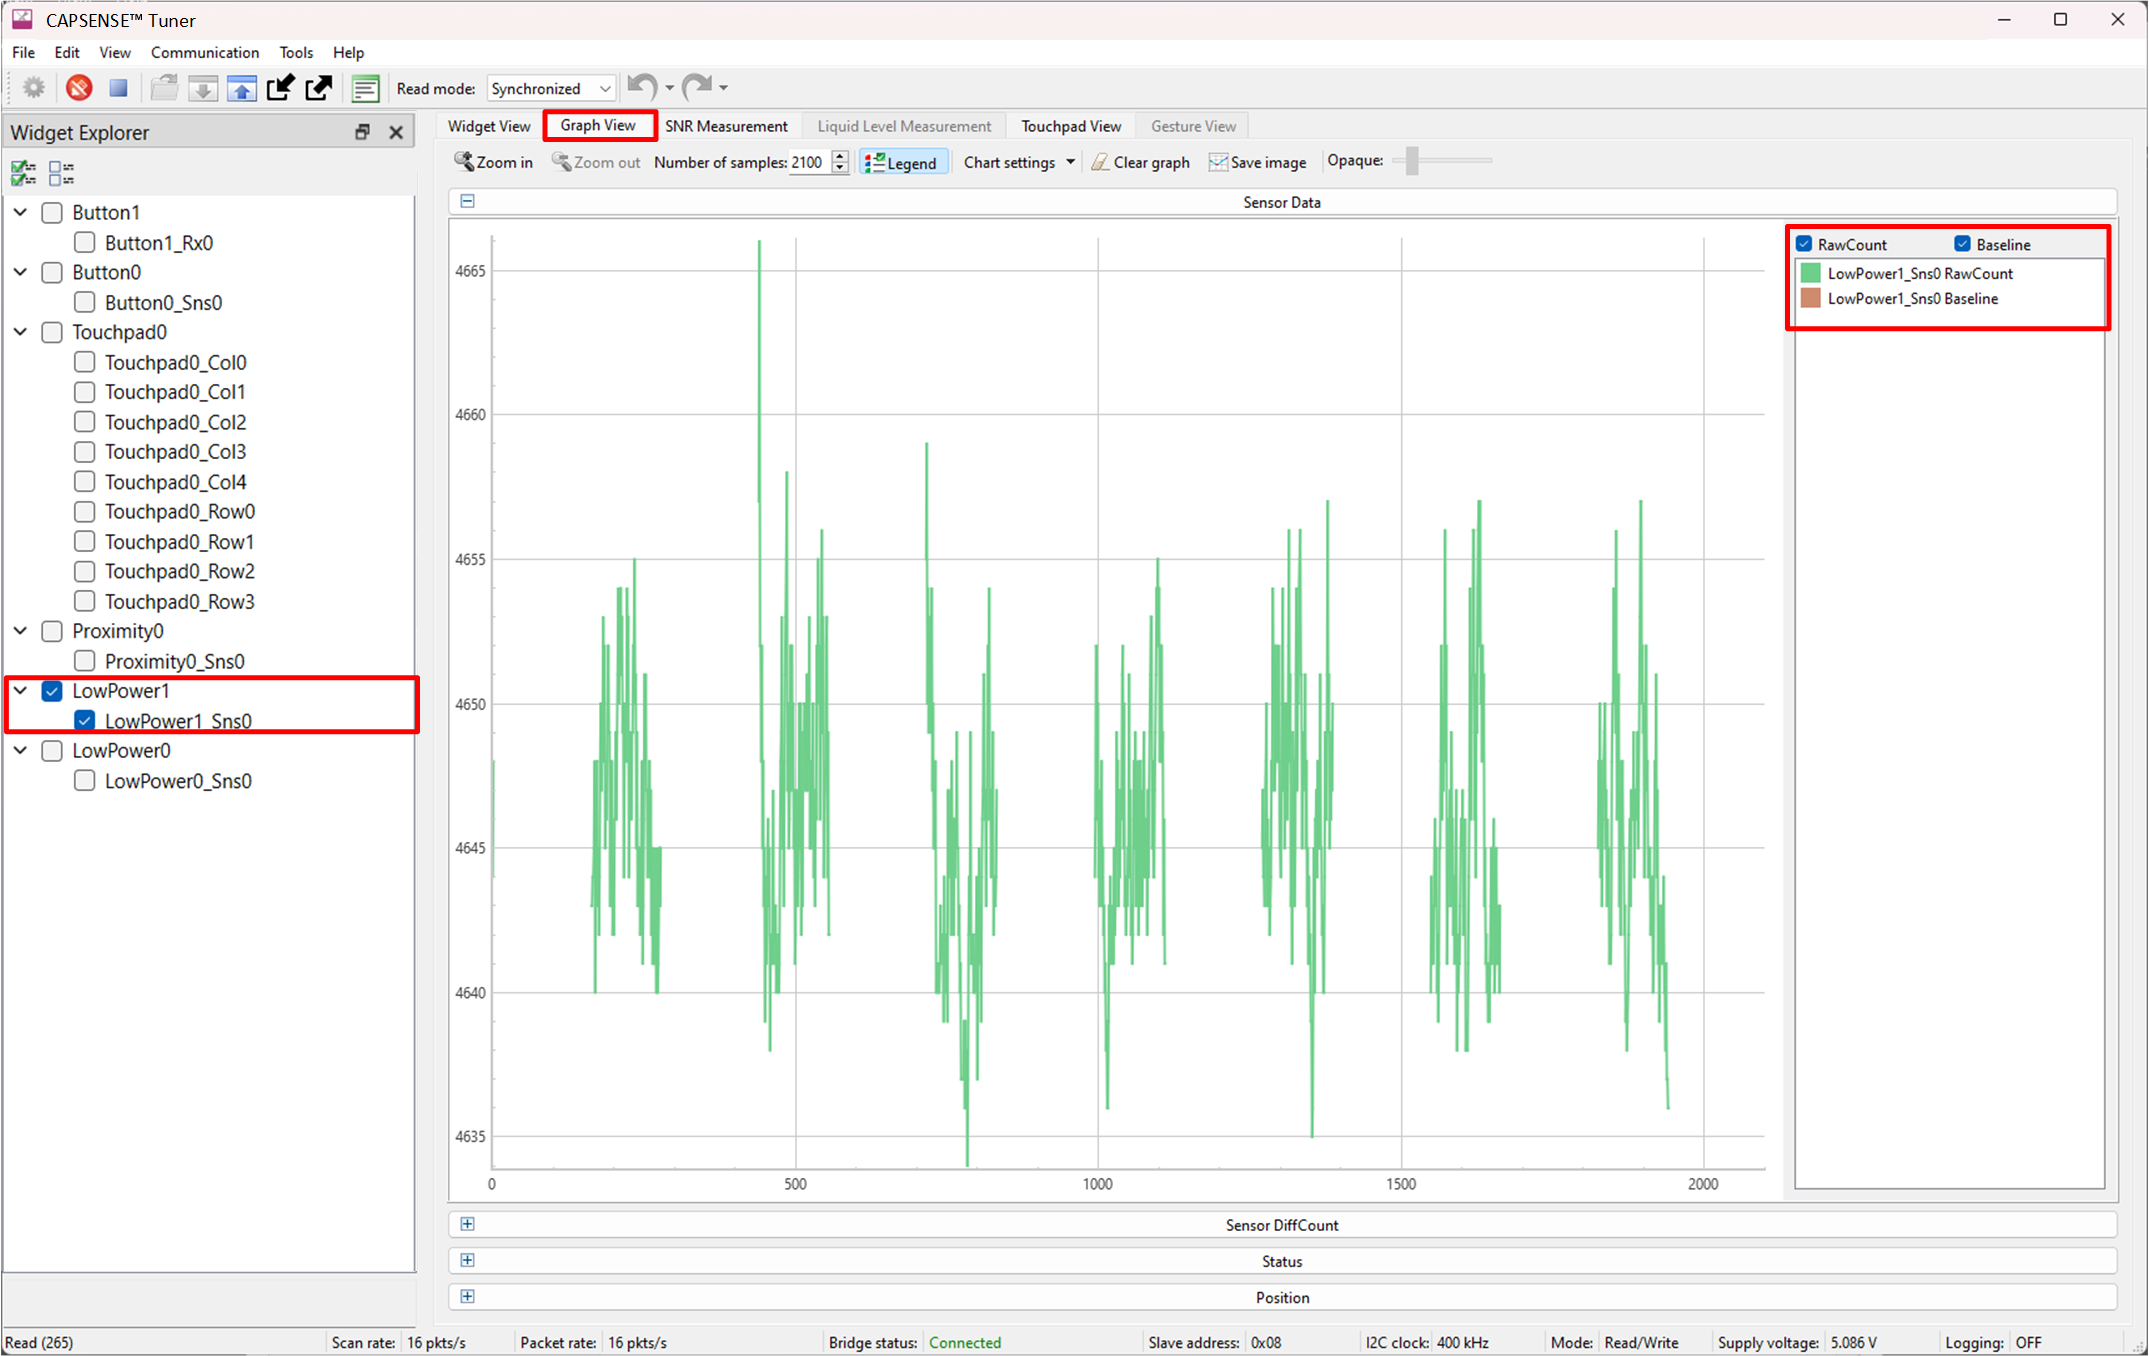 CAPSENSE™ Tuner
File Edit View Communication Tools Help
Read mode: Synchronized
Widget Explorer
Button1
Button1_Rx0
Button0
Button0_Sns0
Touchpad0
Touchpad0_Col0
Touchpad0_Col1
Touchpad0_Col2
Touchpad0_Col3
Touchpad0_Col4
Touchpad0_Row0
Touchpad0_Row1
Touchpad0_Row2
Touchpad0_Row3
Proximity0
Proximity0_Sns0
LowPower1
LowPower1_Sns0
LowPower0
LowPower0_Sns0
Widget View Graph View SNR Measurement Liquid Level Measurement Touchpad View Gesture View
Zoom in Zoom out Number of samples: 2100 Legend Chart settings Clear graph Save image Opaque:
Sensor Data
4665
4660
4655
4650
4645
4640
4635
0 500 1000 1500 2000
RawCount Baseline
LowPower1_Sns0 RawCount
LowPower1_Sns0 Baseline
Sensor DiffCount
Status
Position
Read (265) Scan rate: 16 pkts/s Packet rate: 16 pkts/s Bridge status: Connected Slave address: 0x08 I2C clock: 400 kHz Mode: Read/Write Supply voltage: 5.086 V Logging: OFF